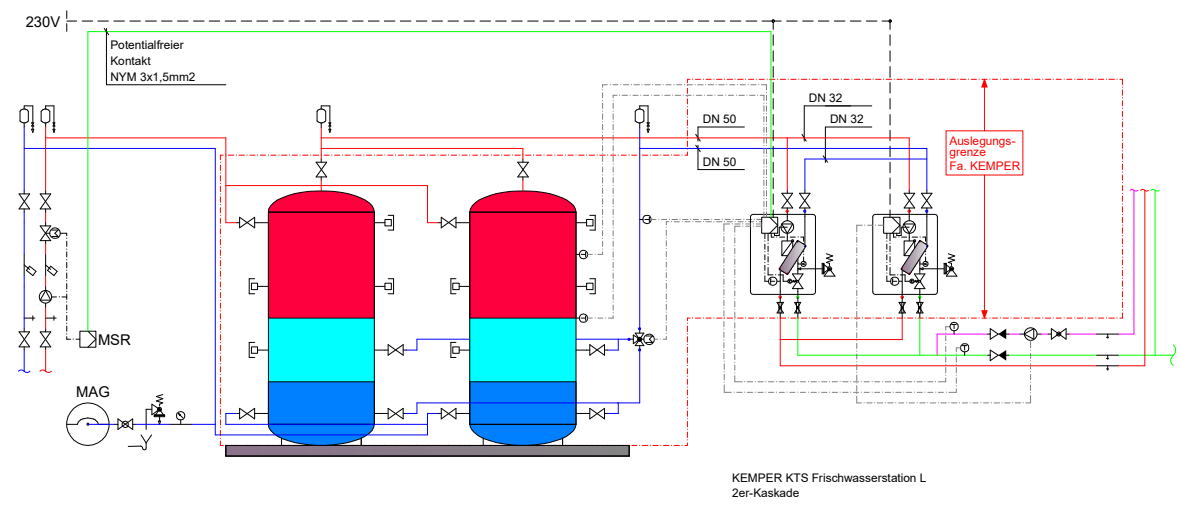 230V
Potentialfreier
Kontakt
NYM 3x1,5mm2
DN 32
DN 32
DN 50
DN 50
Auslegungs-
grenze
Fa. KEMPER
MSR
MAG
T
T
KEMPER KTS Frischwasserstation L
2er-Kaskade